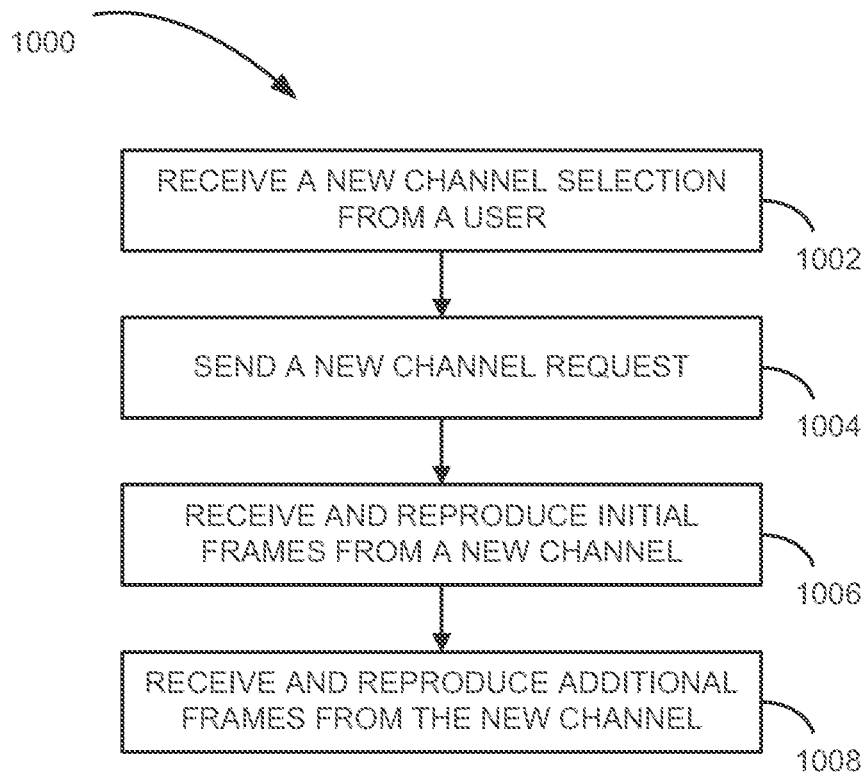 1000
RECEIVE A NEW CHANNEL SELECTION
FROM A USER
1002
SEND A NEW CHANNEL REQUEST
1004
RECEIVE AND REPRODUCE INITIAL
FRAMES FROM A NEW CHANNEL
1006
RECEIVE AND REPRODUCE ADDITIONAL
FRAMES FROM THE NEW CHANNEL
1008